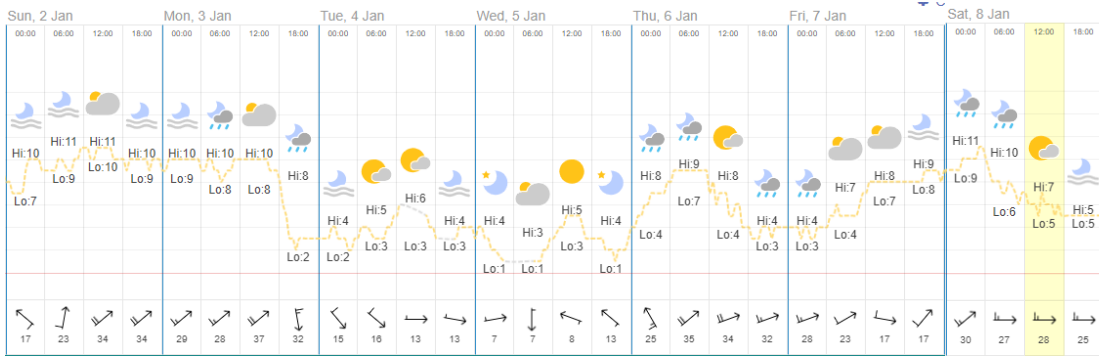 Sun, 2 Jan Mon, 3 Jan Tue, 4 Jan Wed, 5 Jan Thu, 6 Jan Fri, 7 Jan Sat, 8 Jan
00:00 06:00 12:00 18:00 00:00 06:00 12:00 18:00 00:00 06:00 12:00 18:00 00:00 06:00 12:00 18:00 00:00 06:00 12:00 18:00 00:00 06:00 12:00 18:00 00:00 06:00 12:00 18:00
Hi:10 Hi:11 Hi:11 Hi:10 Hi:10 Hi:10 Hi:10 Hi:8 Hi:4 Hi:5 Hi:6 Hi:4 Hi:4 Hi:3 Hi:5 Hi:4 Hi:8 Hi:9 Hi:8 Hi:4 Hi:4 Hi:7 Hi:8 Hi:9 Hi:11 Hi:10 Hi:7 Hi:5
Lo:7 Lo:9 Lo:10 Lo:9 Lo:9 Lo:8 Lo:8 Lo:2 Lo:2 Lo:3 Lo:3 Lo:3 Lo:1 Lo:1 Lo:3 Lo:1 Lo:4 Lo:7 Lo:4 Lo:3 Lo:3 Lo:4 Lo:7 Lo:8 Lo:9 Lo:6 Lo:5 Lo:5
17 23 34 34 29 28 37 32 15 16 13 13 7 7 8 13 25 35 34 32 28 23 17 17 30 27 28 25